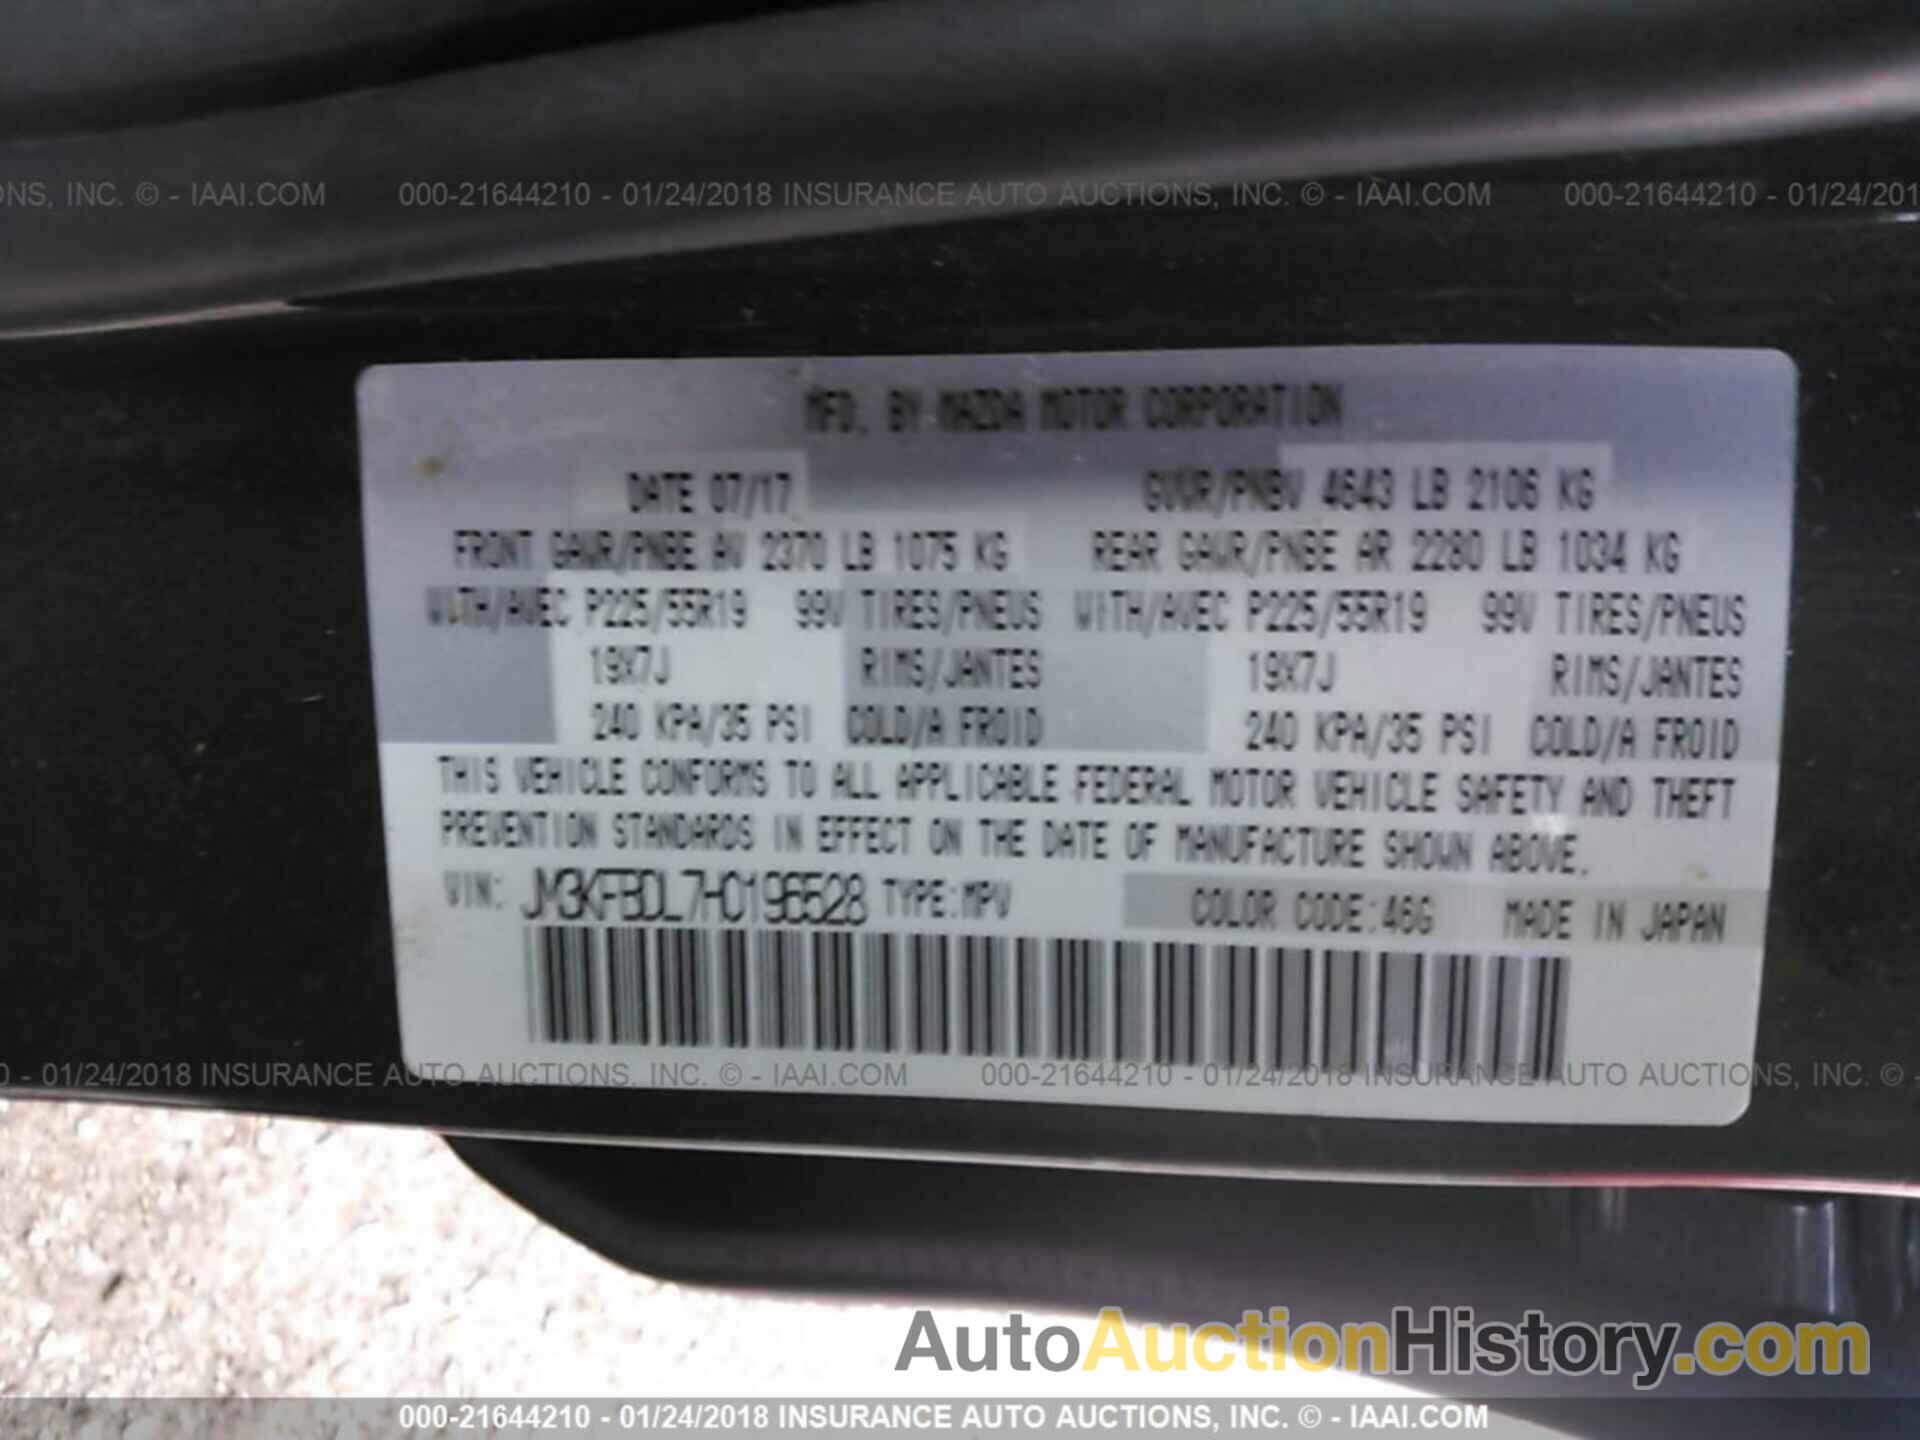 ONS, INC. © - IAAI.COM 000-21644210 - 01/24/2018 INSURANCE AUTO AUCTIONS, INC. © - IAAI.COM 000-21644210 - 01/24/2018
MFD. BY MAZDA MOTOR CORPORATION
DATE 07/17 GVWR/PNBV 4643 LB 2106 KG
FRONT GAWR/PNBE AV 2370 LB 1075 KG REAR GAWR/PNBE AR 2280 LB 1034 KG
WITH/AVEC P225/55R19 99V TIRES/PNEUS WITH/AVEC P225/55R19 99V TIRES/PNEUS
19X7J RIMS/JANTES 19X7J RIMS/JANTES
240 KPA/35 PSI COLD/A FROID 240 KPA/35 PSI COLD/A FROID
THIS VEHICLE CONFORMS TO ALL APPLICABLE FEDERAL MOTOR VEHICLE SAFETY AND THEFT
PREVENTION STANDARDS IN EFFECT ON THE DATE OF MANUFACTURE SHOWN ABOVE.
VIN: JM3KFBDL7H0196528 TYPE:MPV COLOR CODE:46G MADE IN JAPAN
0 - 01/24/2018 INSURANCE AUTO AUCTIONS, INC. © - IAAI.COM 000-21644210 - 01/24/2018 INSURANCE AUTO AUCTIONS, INC. © -
AutoAuctionHistory.com
000-21644210 - 01/24/2018 INSURANCE AUTO AUCTIONS, INC. © - IAAI.COM